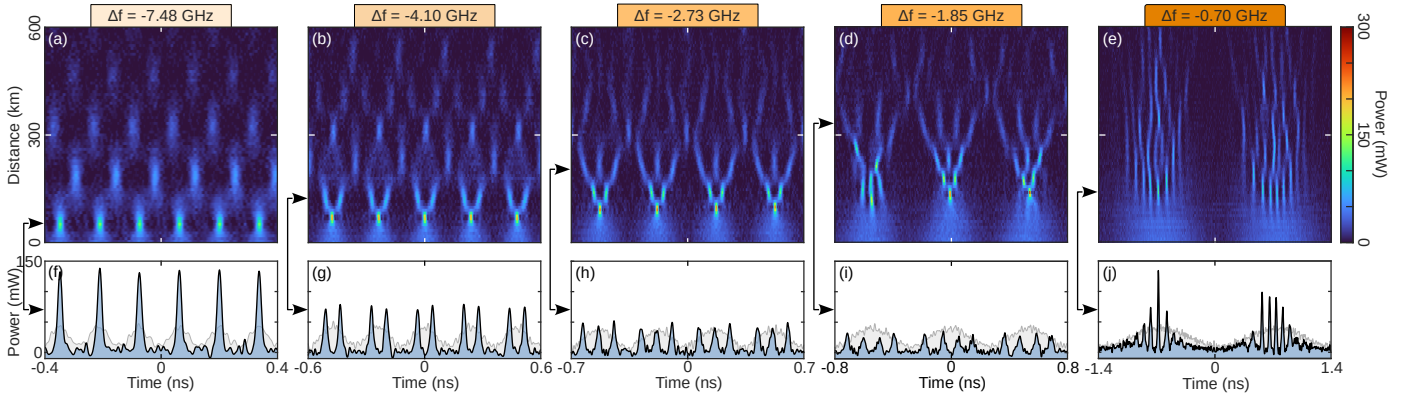 Δf = -7.48 GHz
Δf = -4.10 GHz
Δf = -2.73 GHz
Δf = -1.85 GHz
Δf = -0.70 GHz
600
300
0
Distance (km)
(a)
(b)
(c)
(d)
(e)
300
150
0
Power (mW)
150
0
Power (mW)
(f)
(g)
(h)
(i)
(j)
-0.4
0
0.4
-0.6
0
0.6
-0.7
0
0.7
-0.8
0
0.8
-1.4
0
1.4
Time (ns)
Time (ns)
Time (ns)
Time (ns)
Time (ns)